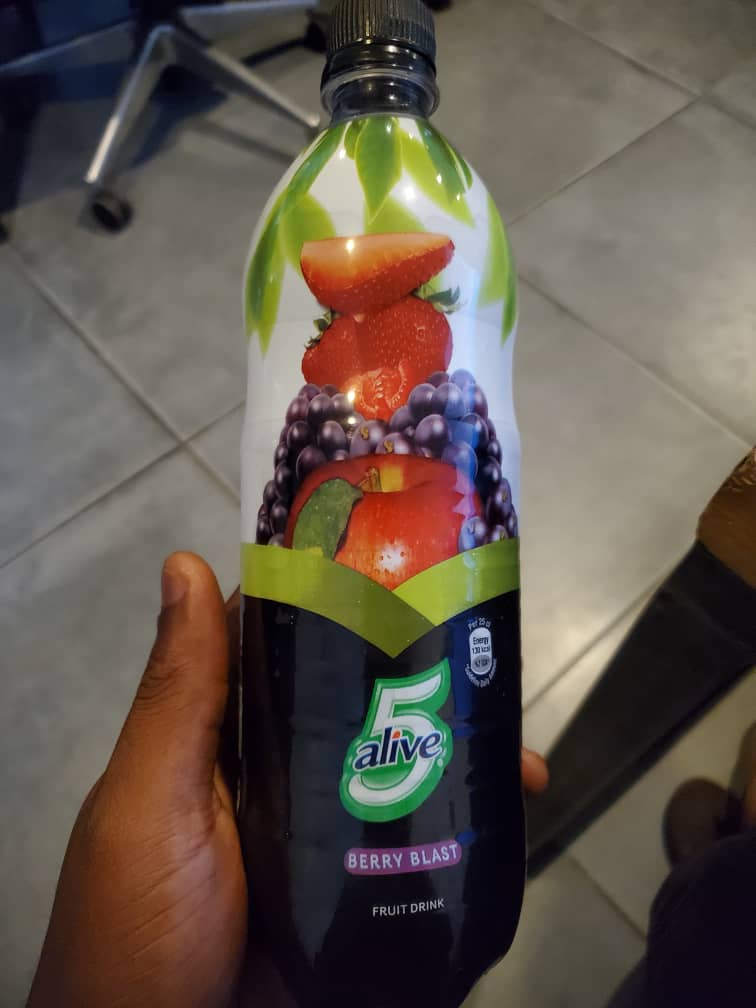 Per 25 cl
Energy
130 kcal
5
alive
BERRY BLAST
FRUIT DRINK